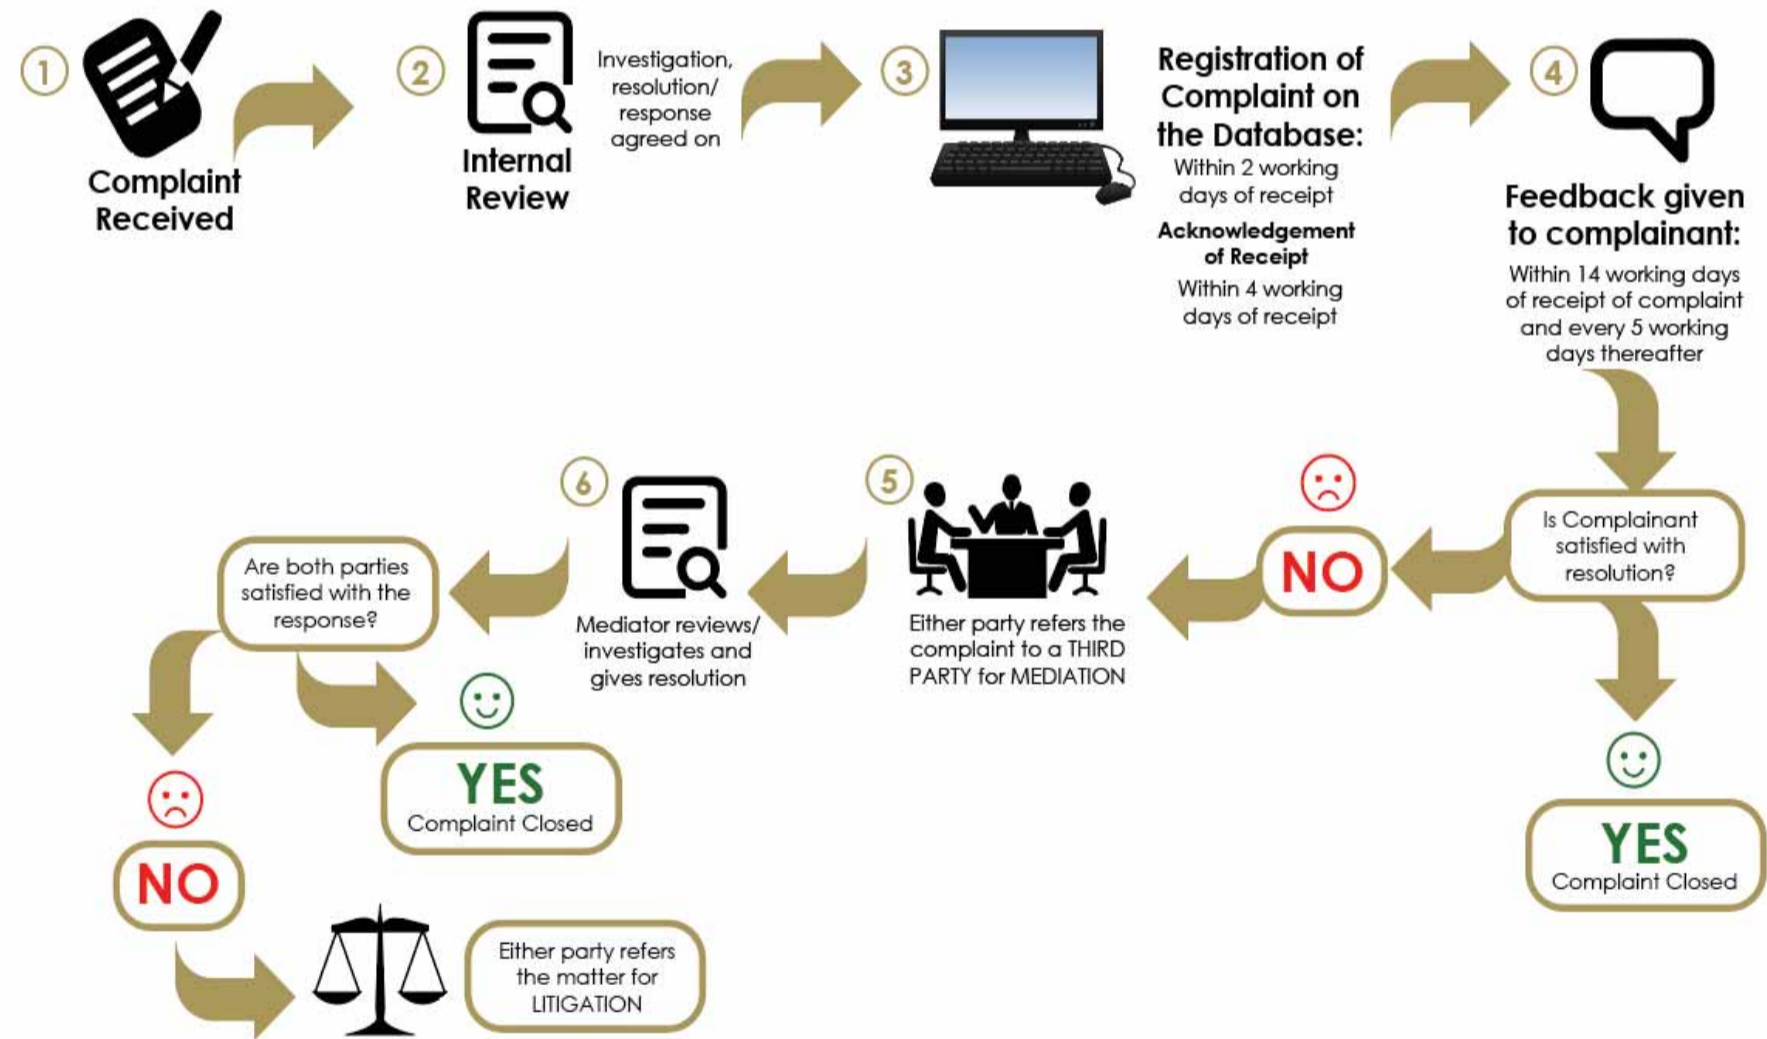 1
Complaint
Received
2
Internal
Review
Investigation,
resolution/
response
agreed on
3
Registration of
Complaint on
the Database:
Within 2 working
days of receipt
Acknowledgement
of Receipt
Within 4 working
days of receipt
4
Feedback given
to complainant:
Within 14 working days
of receipt of complaint
and every 5 working
days thereafter
Is Complainant
satisfied with
resolution?
YES
Complaint Closed
NO
5
Either party refers the
complaint to a THIRD
PARTY for MEDIATION
6
Mediator reviews/
investigates and
gives resolution
Are both parties
satisfied with the
response?
YES
Complaint Closed
NO
Either party refers
the matter for
LITIGATION